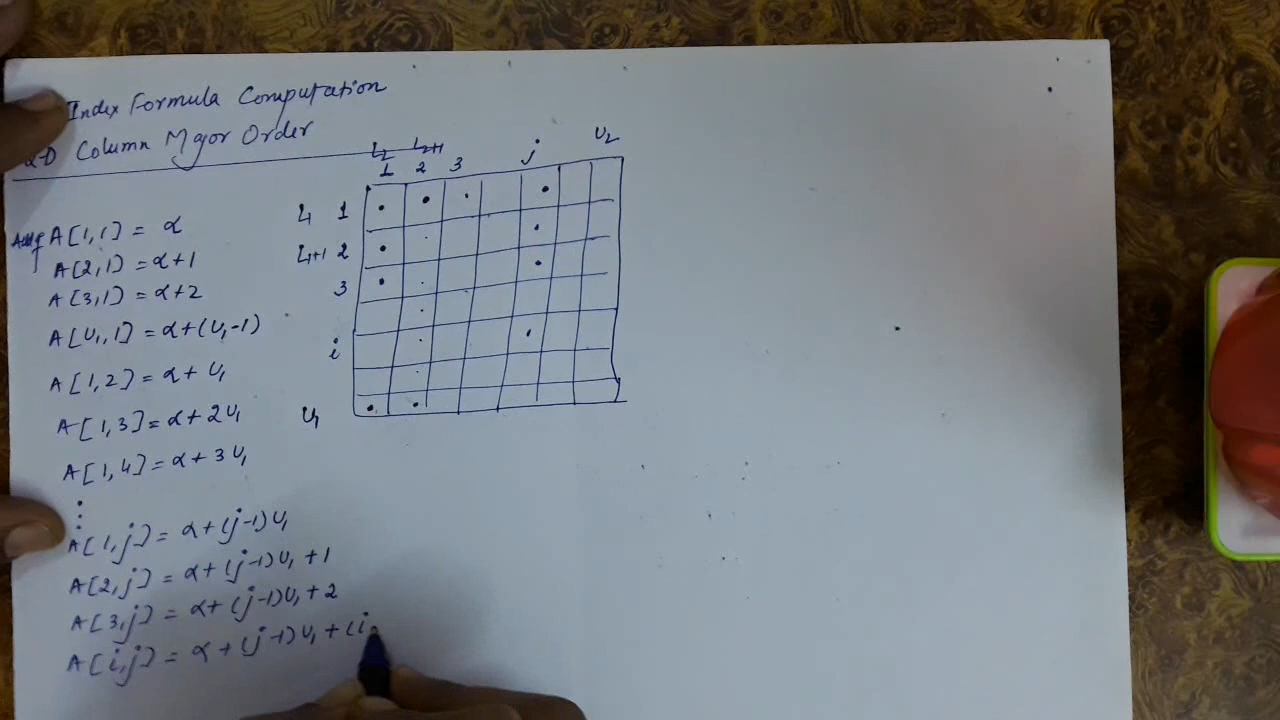 Index Formula Computation
2-D Column Mgor Order
L₂ L₂+1 j U₂
1 2 3
L₁ 1
L₁+1 2
3
i
U₁
A[1,1] = α
A[2,1] = α+1
A[3,1] = α+2
A[U₁,1] = α+(U₁-1)
A[1,2] = α+U₁
A[1,3] = α+2U₁
A[1,4] = α+3U₁
⋮
A[1,j] = α+(j-1)U₁
A[2,j] = α+(j-1)U₁+1
A[3,j] = α+(j-1)U₁+2
A[i,j] = α+(j-1)U₁+(i